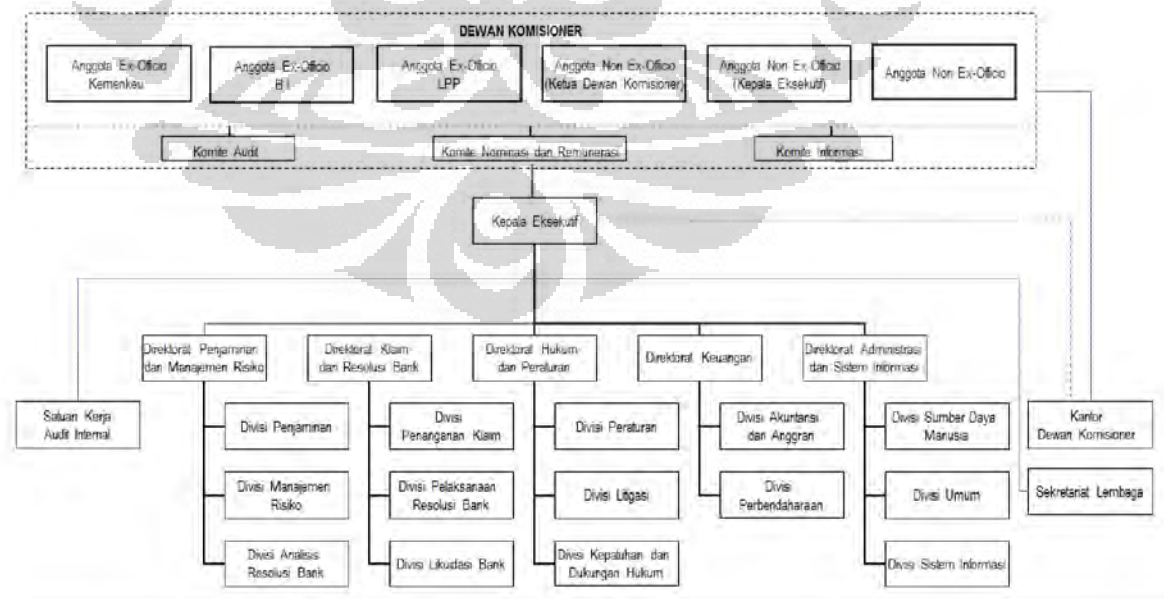 DEWAN KOMISIONER
Anggota Ex-Officio
Kemenkeu
Anggota Ex-Officio
BI
Anggota Ex-Officio
LPP
Anggota Non Ex-Officio
(Ketua Dewan Komisioner)
Anggota Non Ex-Officio
(Kepala Eksekutif)
Anggota Non Ex-Officio
Komite Audit
Komite Nominasi dan Remunerasi
Komite Informasi
Kepala Eksekutif
Direktorat Penjaminan
dan Manajemen Risiko
Direktorat Klaim
dan Resolusi Bank
Direktorat Hukum
dan Peraturan
Direktorat Keuangan
Direktorat Administrasi
dan Sistem Informasi
Satuan Kerja
Audit Internal
Divisi Penjaminan
Divisi
Penanganan Klaim
Divisi Peraturan
Divisi Akuntansi
dan Anggran
Divisi Sumber Daya
Manusia
Kantor
Dewan Komisioner
Divisi Manajemen
Risiko
Divisi Pelaksanaan
Resolusi Bank
Divisi Litigasi
Divisi
Perbendaharaan
Divisi Umum
Sekretariat Lembaga
Divisi Analisis
Resolusi Bank
Divisi Likuidasi Bank
Divisi Kepatuhan dan
Dukungan Hukum
Divisi Sistem Informasi